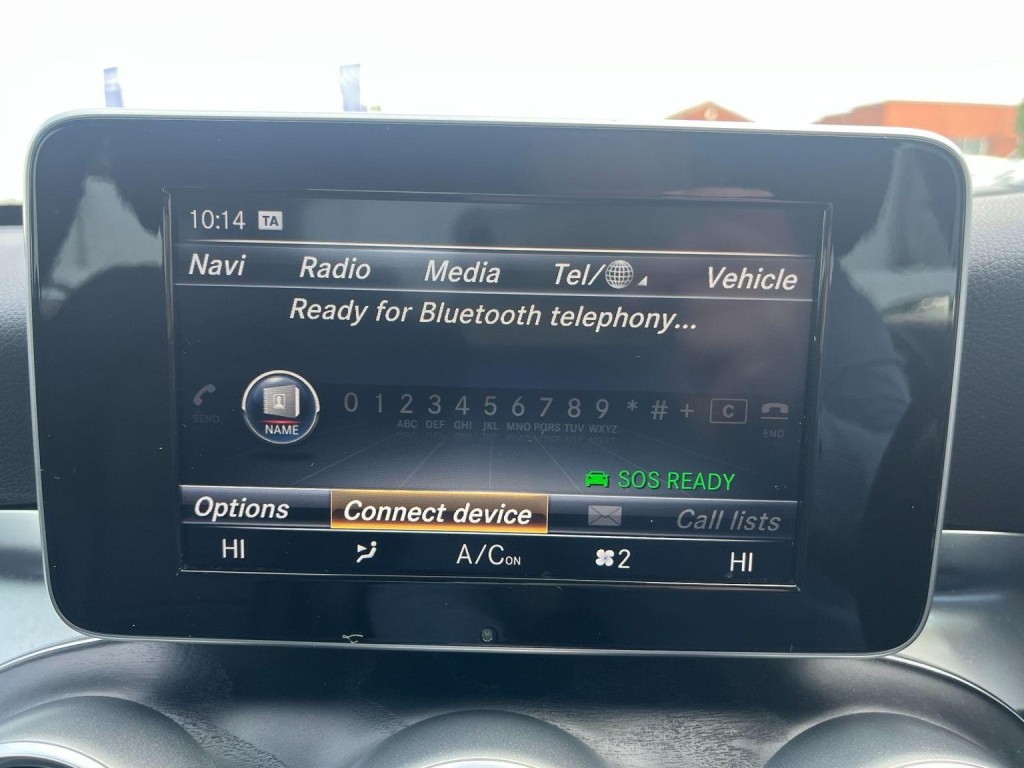 10:14 TA
Navi Radio Media Tel/ Vehicle
Ready for Bluetooth telephony...
SEND NAME 0 1 2 3 4 5 6 7 8 9 * # + C END
ABC DEF GHI JKL MNO PQRS TUV WXYZ
SOS READY
Options Connect device Call lists
HI A/C ON 2 HI